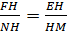 FH/NH = EH/HM